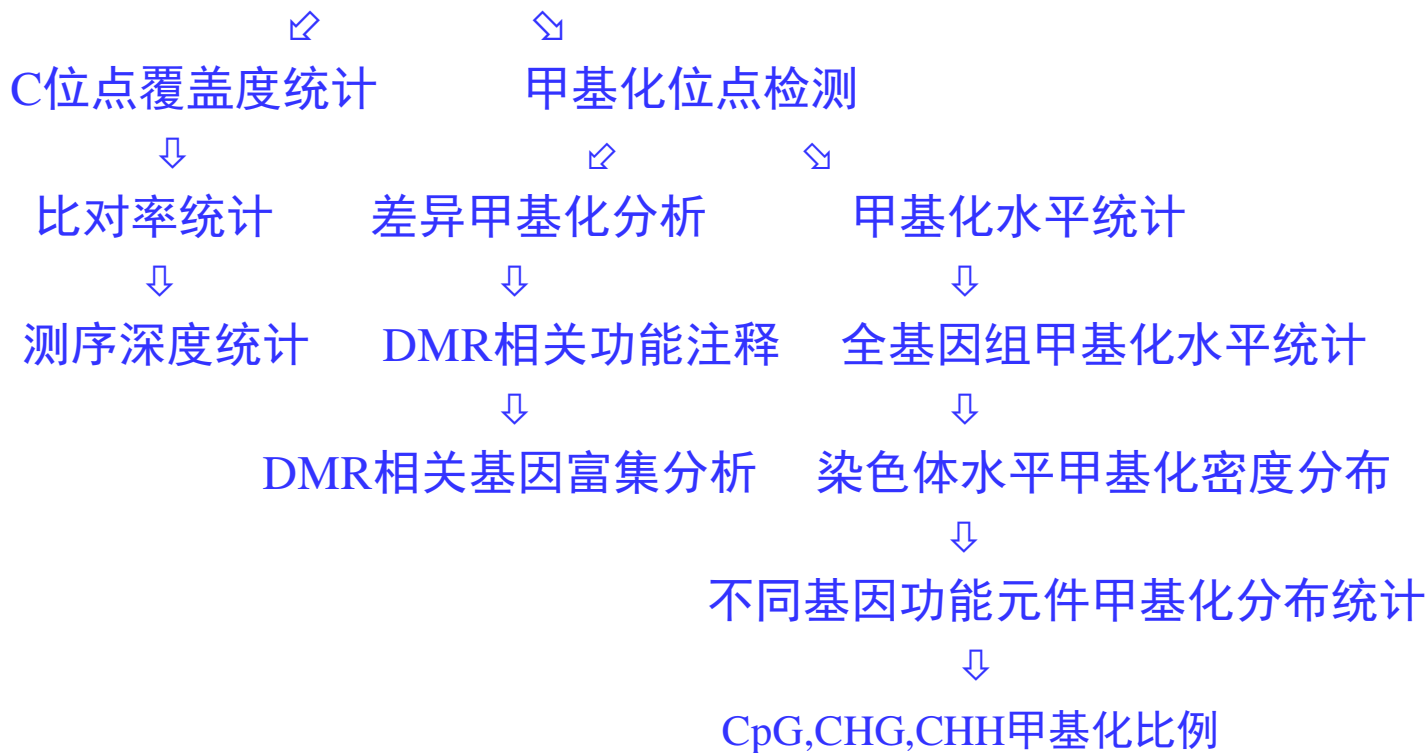 C位点覆盖度统计 甲基化位点检测
比对率统计 差异甲基化分析 甲基化水平统计
测序深度统计 DMR相关功能注释 全基因组甲基化水平统计
DMR相关基因富集分析 染色体水平甲基化密度分布
不同基因功能元件甲基化分布统计
CpG,CHG,CHH甲基化比例